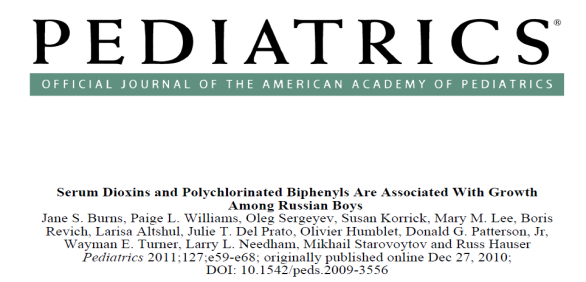 PEDIATRICS®
OFFICIAL JOURNAL OF THE AMERICAN ACADEMY OF PEDIATRICS
Serum Dioxins and Polychlorinated Biphenyls Are Associated With Growth
Among Russian Boys
Jane S. Burns, Paige L. Williams, Oleg Sergeyev, Susan Korrick, Mary M. Lee, Boris
Revich, Larisa Altshul, Julie T. Del Prato, Olivier Humblet, Donald G. Patterson, Jr,
Wayman E. Turner, Larry L. Needham, Mikhail Starovoytov and Russ Hauser
Pediatrics 2011;127;e59-e68; originally published online Dec 27, 2010;
DOI: 10.1542/peds.2009-3556